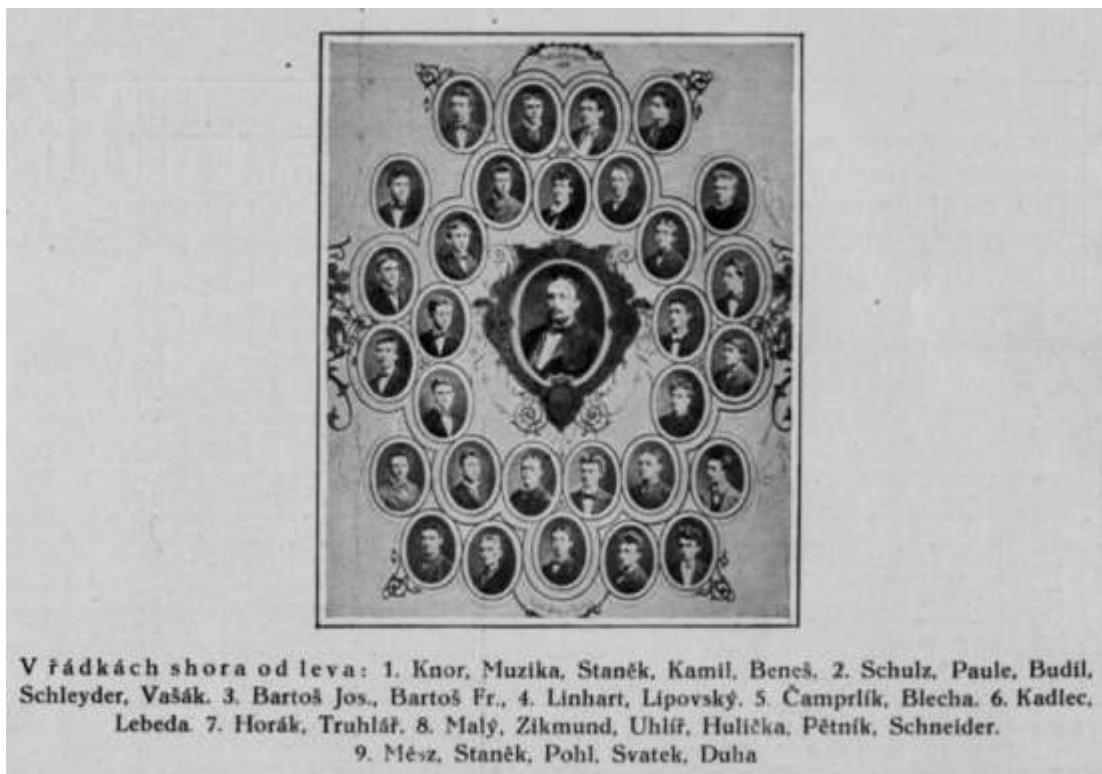 V řádkách shora od leva: 1. Knor, Muzika, Staněk, Kamil, Beneš. 2. Schulz, Paule, Budil,
Schleyder, Vašák. 3. Bartoš Jos., Bartoš Fr., 4. Linhart, Lipovský. 5 Čamprlík, Blecha. 6. Kadlec,
Lebeda. 7. Horák, Truhlář. 8. Malý, Zikmund, Uhlíř, Hulička, Pětník, Schneider.
9. Mész, Staněk, Pohl, Svatek, Duha